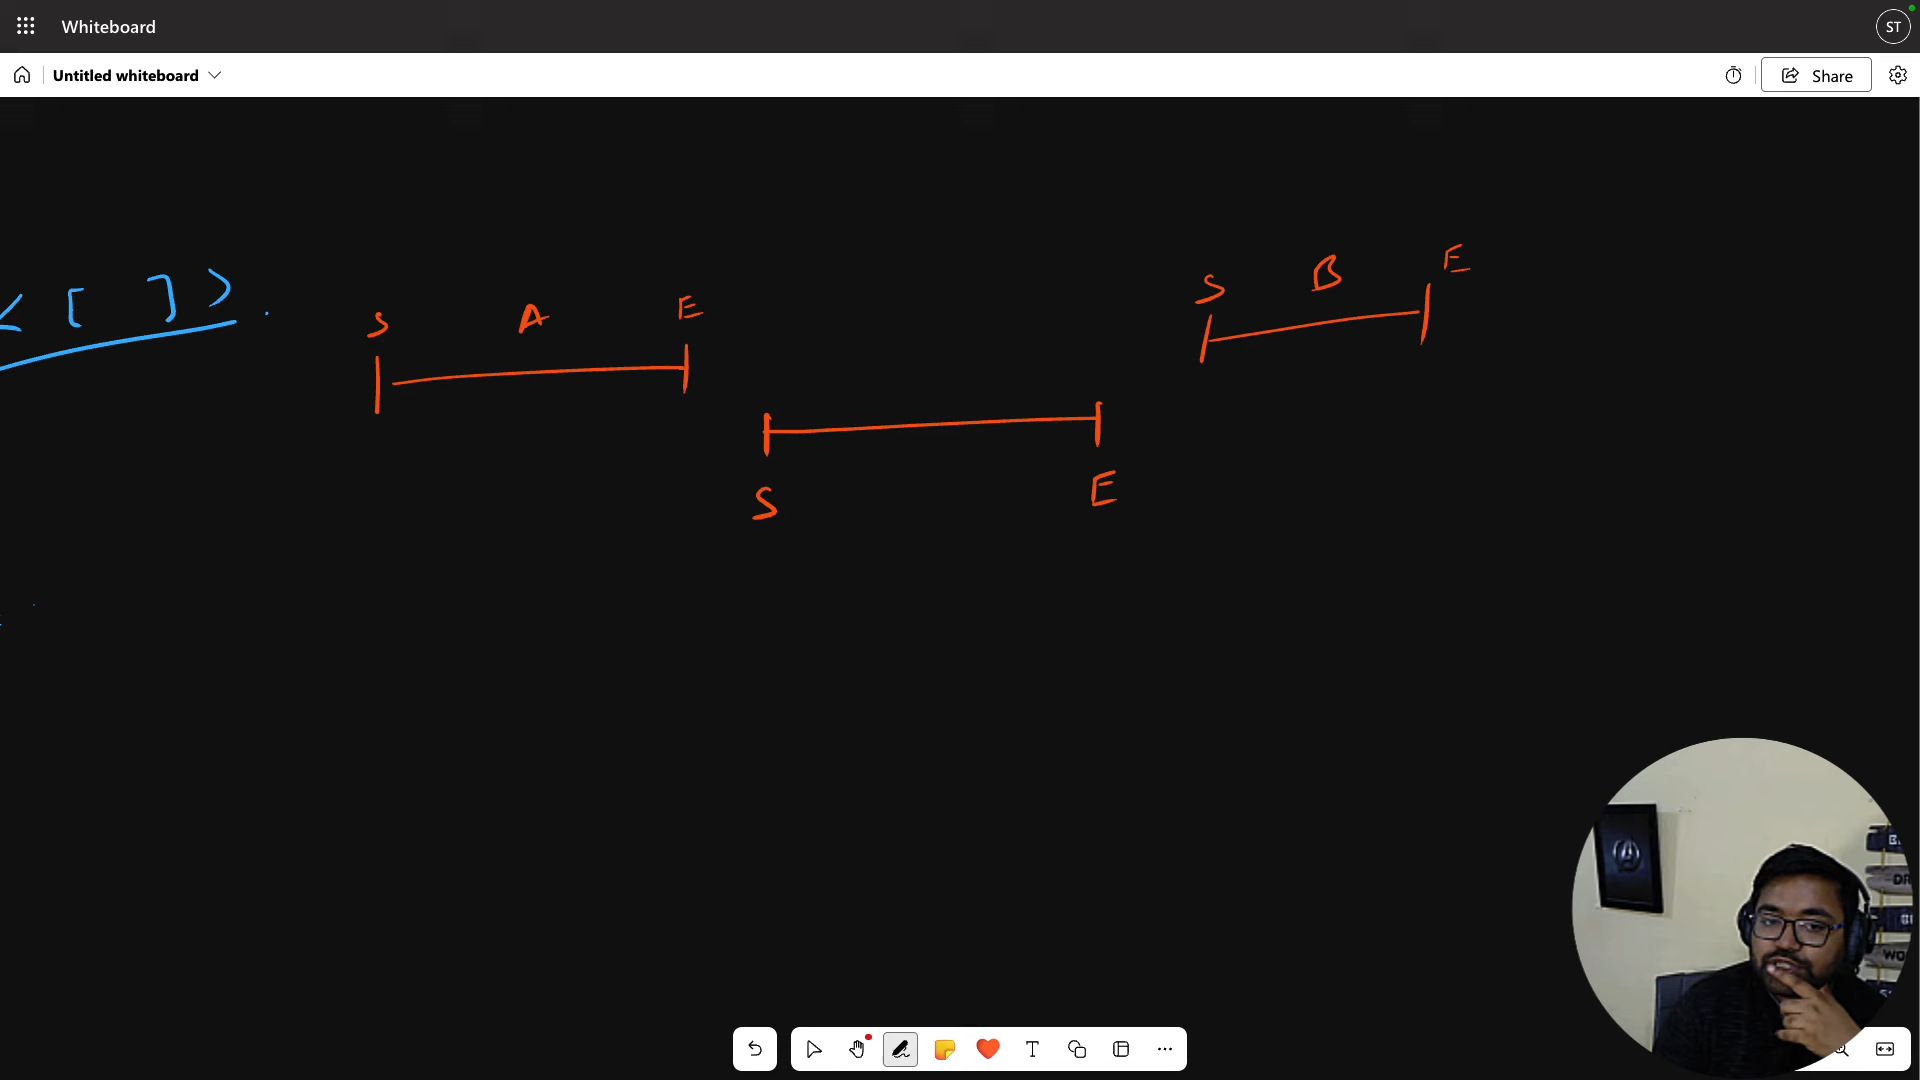 Whiteboard
ST
Untitled whiteboard
Share
< [ ] > .
S A E
S B E
S E
T